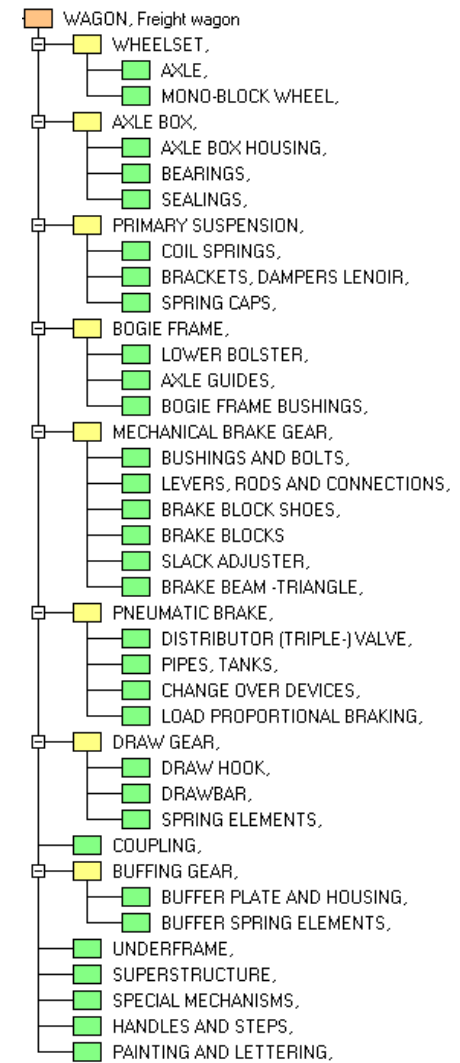 WAGON, Freight wagon
WHEELSET,
AXLE,
MONO-BLOCK WHEEL,
AXLE BOX,
AXLE BOX HOUSING,
BEARINGS,
SEALINGS,
PRIMARY SUSPENSION,
COIL SPRINGS,
BRACKETS, DAMPERS LENOIR,
SPRING CAPS,
BOGIE FRAME,
LOWER BOLSTER,
AXLE GUIDES,
BOGIE FRAME BUSHINGS,
MECHANICAL BRAKE GEAR,
BUSHINGS AND BOLTS,
LEVERS, RODS AND CONNECTIONS,
BRAKE BLOCK SHOES,
BRAKE BLOCKS
SLACK ADJUSTER,
BRAKE BEAM -TRIANGLE,
PNEUMATIC BRAKE,
DISTRIBUTOR (TRIPLE-) VALVE,
PIPES, TANKS,
CHANGE OVER DEVICES,
LOAD PROPORTIONAL BRAKING,
DRAW GEAR,
DRAW HOOK,
DRAWBAR,
SPRING ELEMENTS,
COUPLING,
BUFFING GEAR,
BUFFER PLATE AND HOUSING,
BUFFER SPRING ELEMENTS,
UNDERFRAME,
SUPERSTRUCTURE,
SPECIAL MECHANISMS,
HANDLES AND STEPS,
PAINTING AND LETTERING,